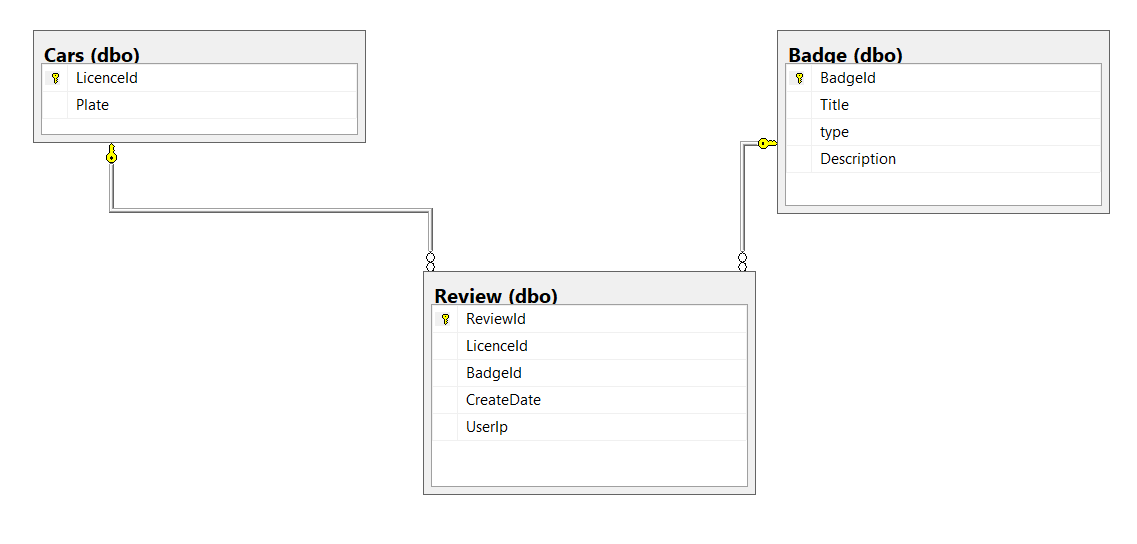 Cars (dbo)
LicenceId
Plate
Badge (dbo)
BadgeId
Title
type
Description
Review (dbo)
ReviewId
LicenceId
BadgeId
CreateDate
UserIp